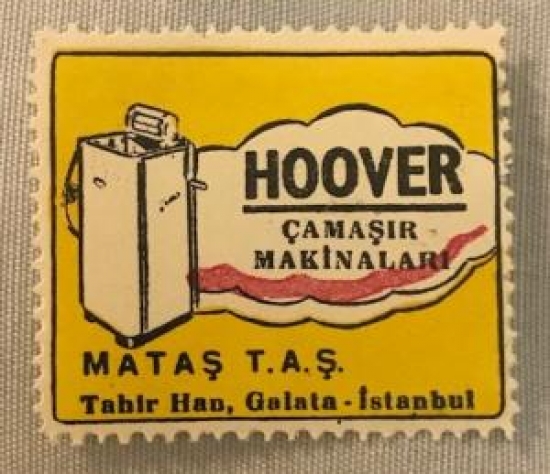 HOOVER
ÇAMAŞIR
MAKİNALARI
MATAŞ T.A.Ş.
Tahir Han, Galata - İstanbul